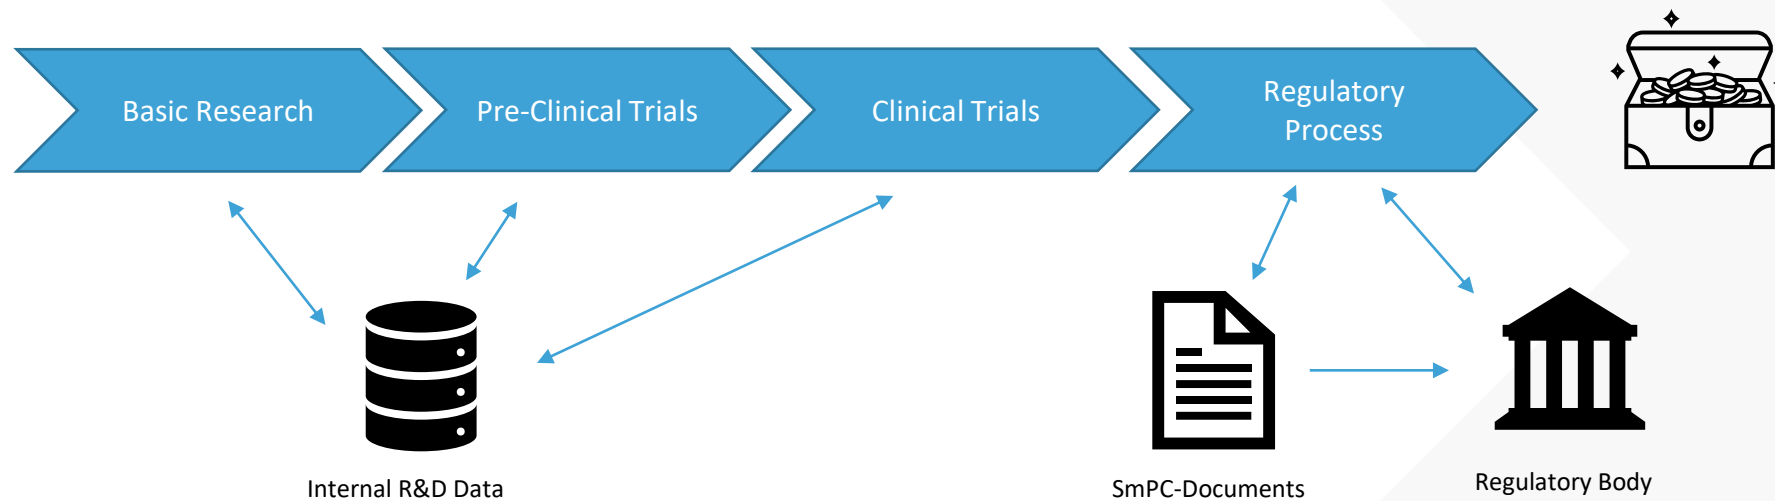 Basic Research
Pre-Clinical Trials
Clinical Trials
Regulatory
Process
Internal R&D Data
SmPC-Documents
Regulatory Body